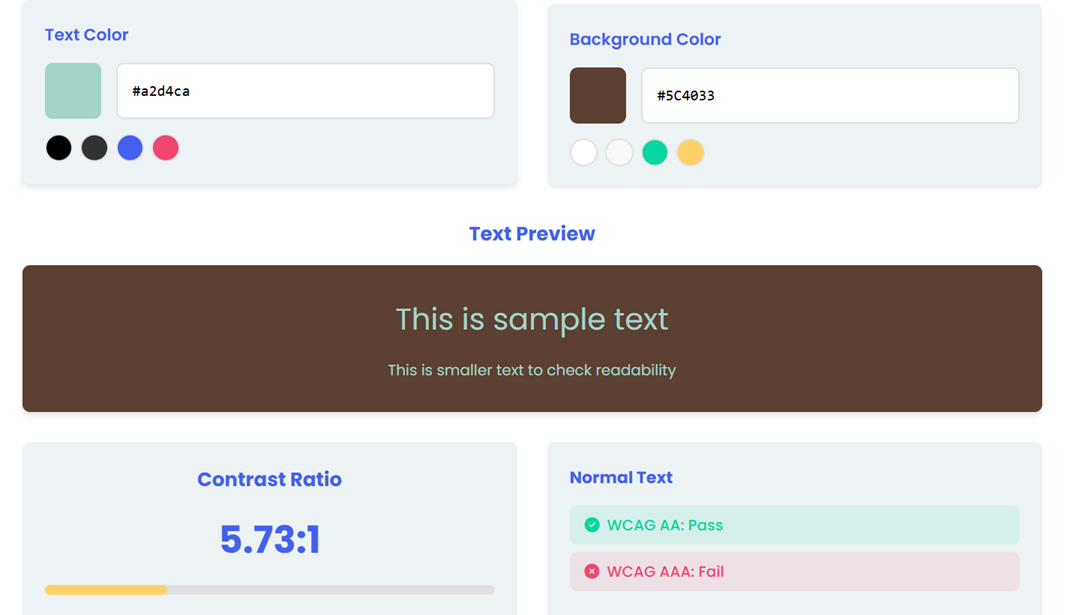 Text Color
#a2d4ca
Background Color
#5C4033
Text Preview
This is sample text
This is smaller text to check readability
Contrast Ratio
5.73:1
Normal Text
WCAG AA: Pass
WCAG AAA: Fail